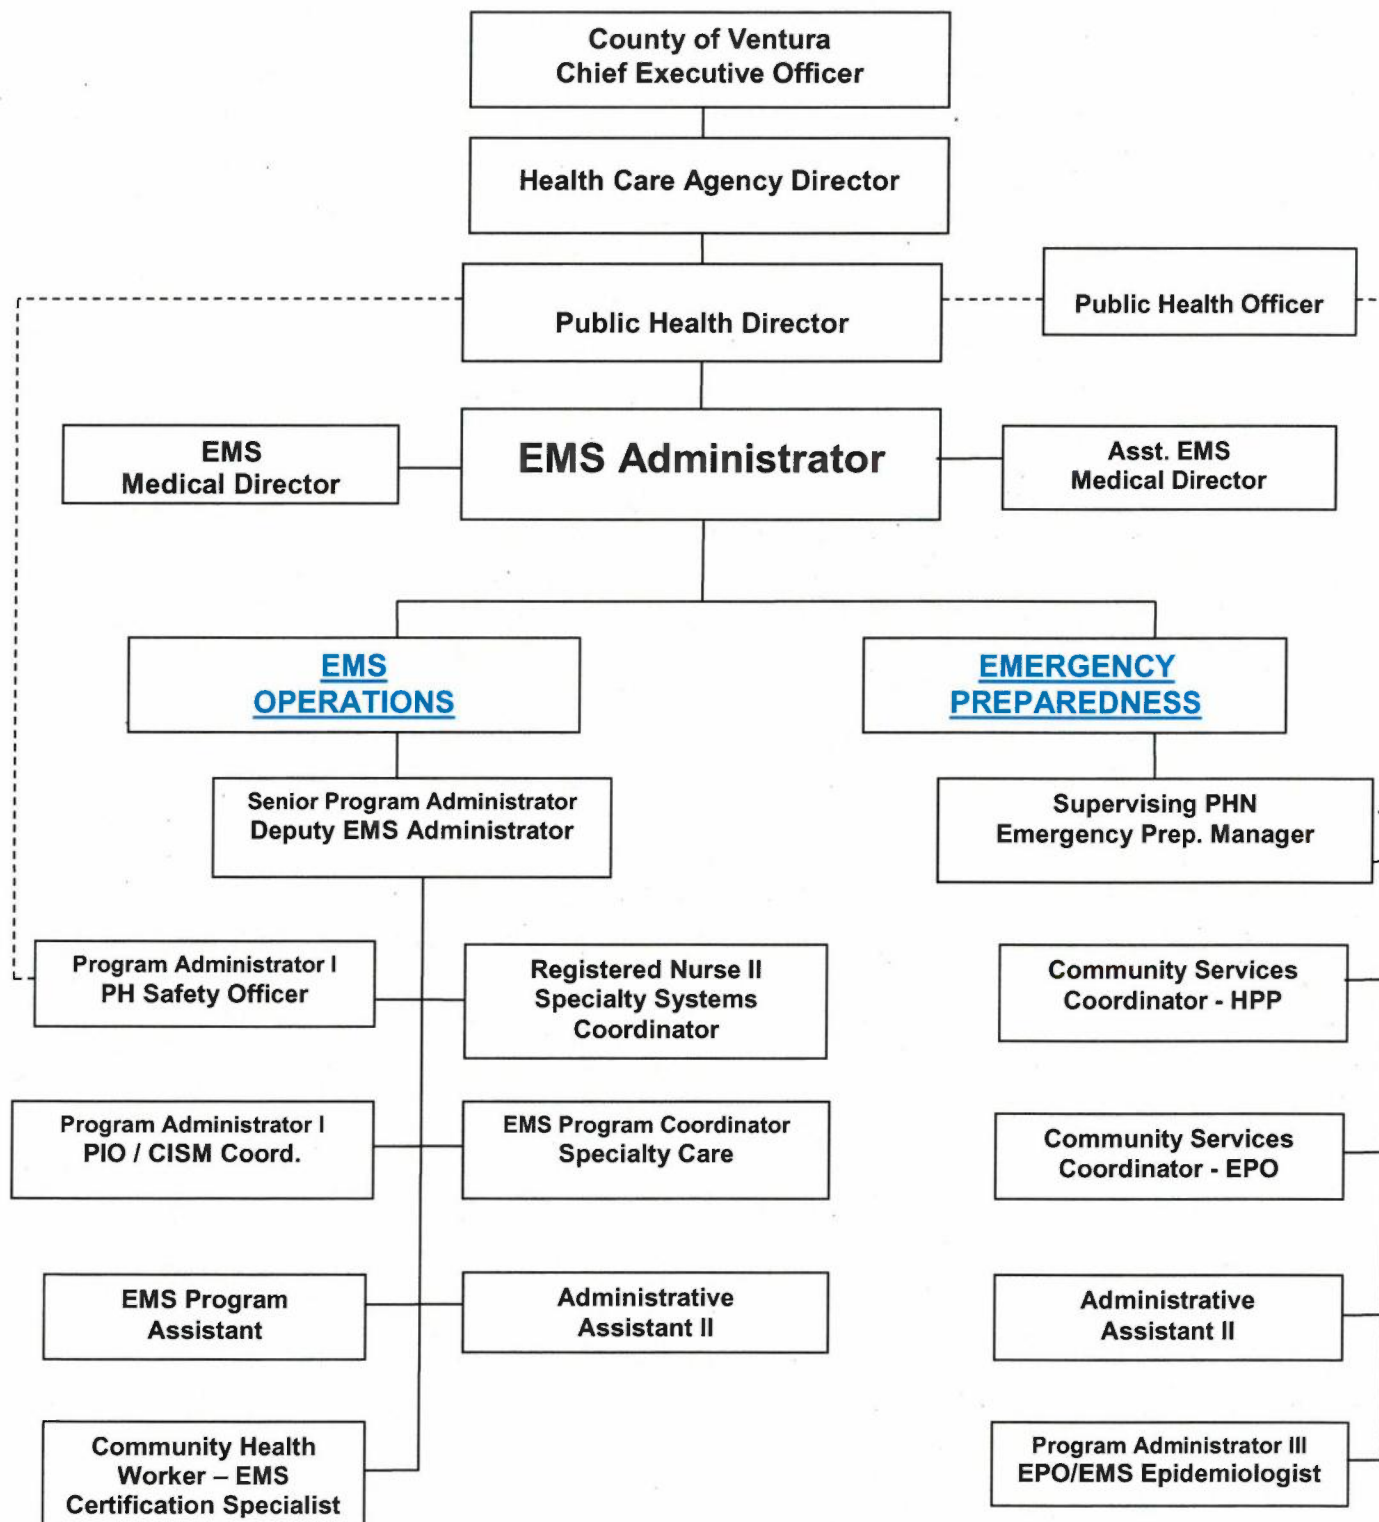 County of Ventura
Chief Executive Officer
Health Care Agency Director
Public Health Director
Public Health Officer
EMS
Medical Director
EMS Administrator
Asst. EMS
Medical Director
EMS
OPERATIONS
EMERGENCY
PREPAREDNESS
Senior Program Administrator
Deputy EMS Administrator
Supervising PHN
Emergency Prep. Manager
Program Administrator I
PH Safety Officer
Registered Nurse II
Specialty Systems
Coordinator
Community Services
Coordinator - HPP
Program Administrator I
PIO / CISM Coord.
EMS Program Coordinator
Specialty Care
Community Services
Coordinator - EPO
EMS Program
Assistant
Administrative
Assistant II
Administrative
Assistant II
Community Health
Worker – EMS
Certification Specialist
Program Administrator III
EPO/EMS Epidemiologist